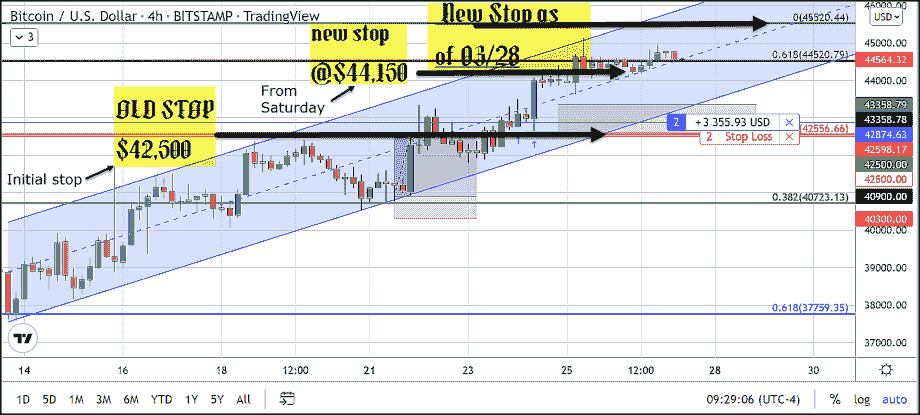 Bitcoin / U.S. Dollar · 4h · BITSTAMP · TradingView
3
USD
46000.00
New Stop as
of 03/28
new stop
@$44,150
From
Saturday
OLD STOP
$42,500
Initial stop
0(45520.44)
0.618(44520.79)
2 +3 355.93 USD ×
(42556.66)
2 Stop Loss ×
0.382(40723.13)
0.618(37759.35)
45000.00
44564.32
44000.00
43358.79
43358.78
42874.63
42598.17
42500.00
42500.00
40900.00
40300.00
40000.00
39000.00
38000.00
37000.00
14 16 18 21 23 25 12:00 28 30
1D 5D 1M 3M 6M YTD 1Y 5Y All
09:29:06 (UTC-4) % log auto